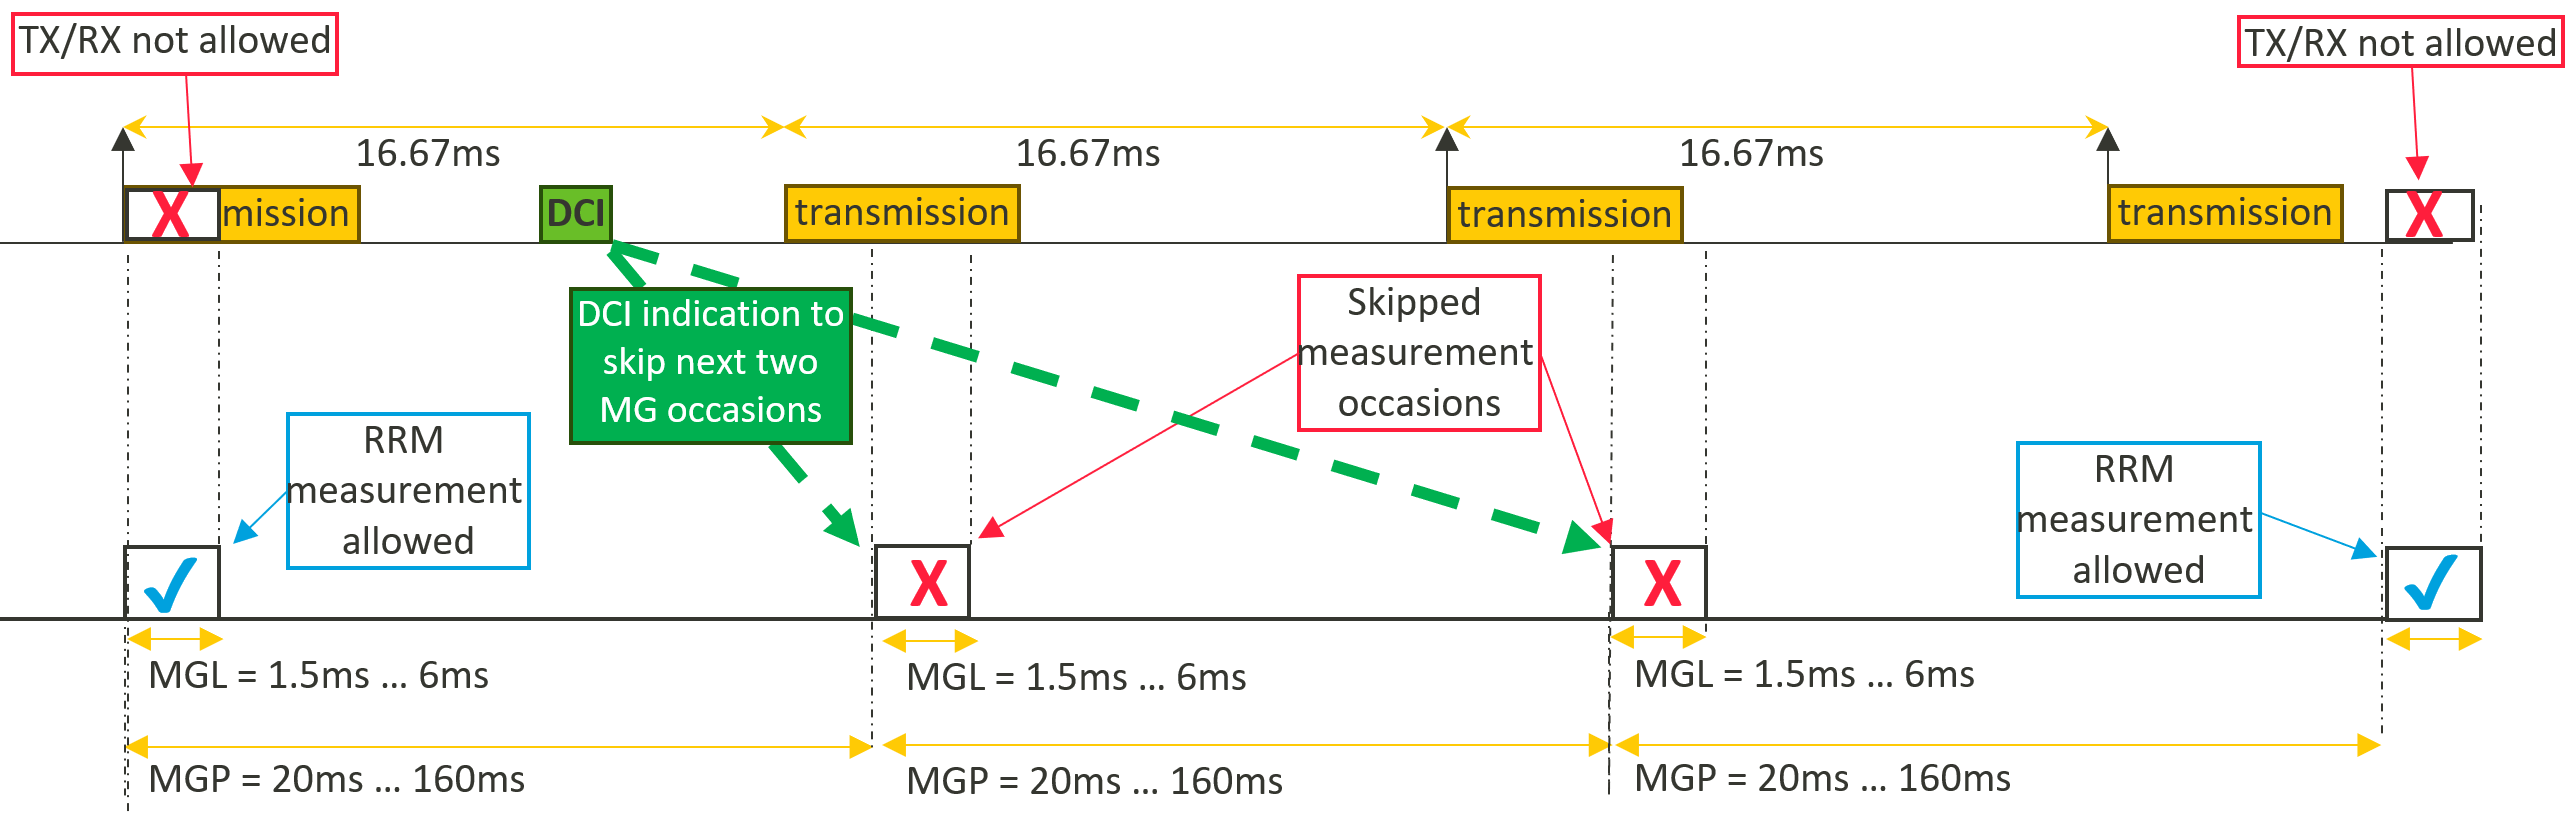 TX/RX not allowed
TX/RX not allowed
16.67ms
16.67ms
16.67ms
X
mission
DCI
transmission
transmission
transmission
X
DCI indication to
skip next two
MG occasions
Skipped
measurement
occasions
RRM
measurement
allowed
RRM
measurement
allowed
X
X
MGL = 1.5ms ... 6ms
MGL = 1.5ms ... 6ms
MGL = 1.5ms ... 6ms
MGP = 20ms ... 160ms
MGP = 20ms ... 160ms
MGP = 20ms ... 160ms